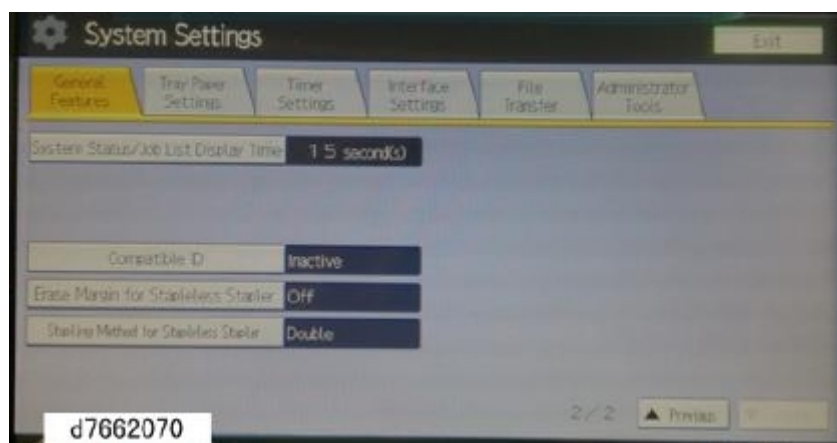 System Settings
Exit
General Features
Tray Paper Settings
Timer Settings
Interface Settings
File Transfer
Administrator Tools
System Status/Job List Display Time 15 second(s)
Compatible ID Inactive
Erase Margin for Stapleless Stapler Off
Stapling Method for Stapleless Stapler Double
2/2 ▲ Previous
d7662070